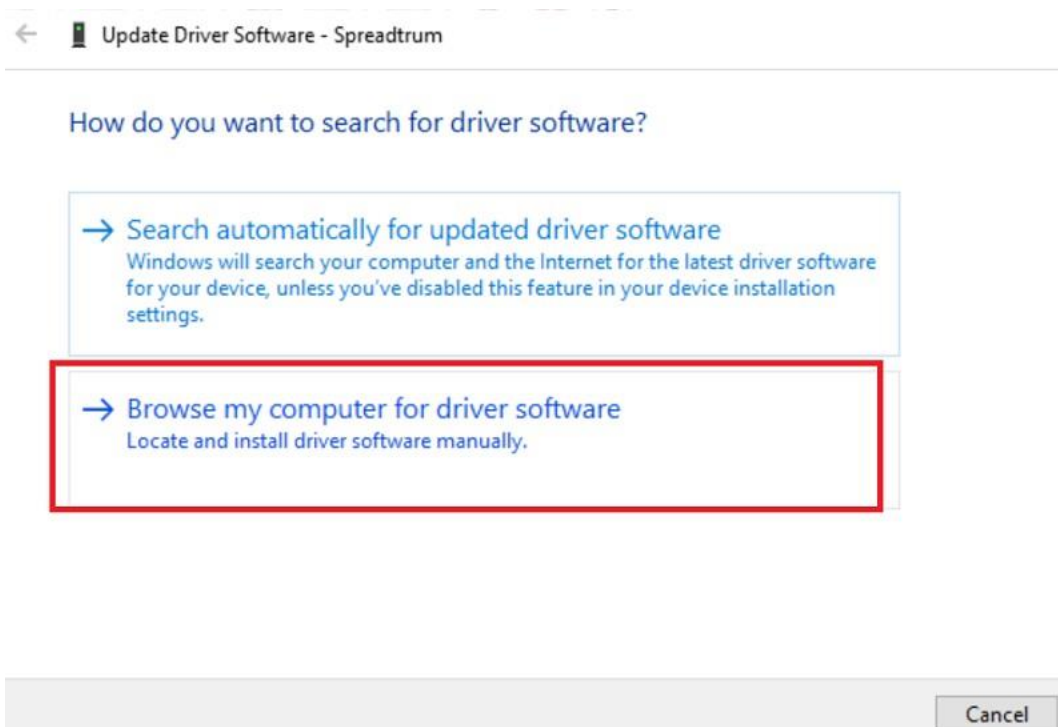 Update Driver Software - Spreadtrum
How do you want to search for driver software?
Search automatically for updated driver software
Windows will search your computer and the Internet for the latest driver software
for your device, unless you've disabled this feature in your device installation
settings.
Browse my computer for driver software
Locate and install driver software manually.
Cancel